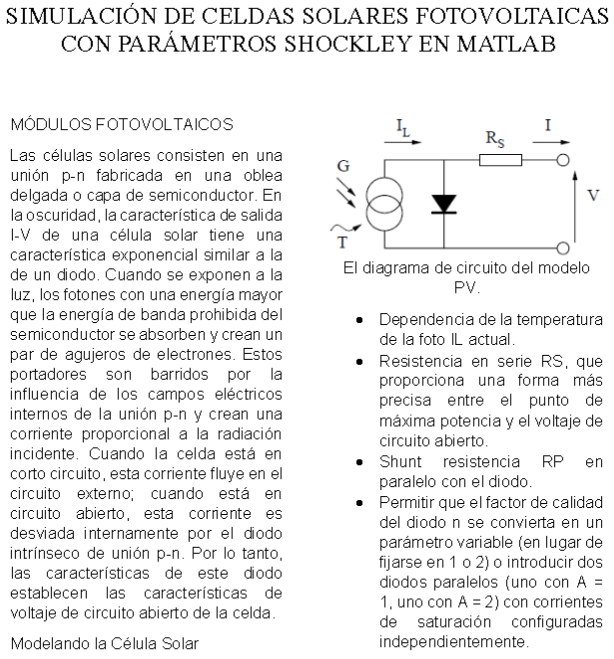 SIMULACIÓN DE CELDAS SOLARES FOTOVOLTAICAS
CON PARÁMETROS SHOCKLEY EN MATLAB
MÓDULOS FOTOVOLTAICOS
Las células solares consisten en una
unión p-n fabricada en una oblea
delgada o capa de semiconductor. En
la oscuridad, la característica de salida
I-V de una célula solar tiene una
característica exponencial similar a la
de un diodo. Cuando se exponen a la
luz, los fotones con una energía mayor
que la energía de banda prohibida del
semiconductor se absorben y crean un
par de agujeros de electrones. Estos
portadores son barridos por la
influencia de los campos eléctricos
internos de la unión p-n y crean una
corriente proporcional a la radiación
incidente. Cuando la celda está en
corto circuito, esta corriente fluye en el
circuito externo; cuando está en
circuito abierto, esta corriente es
desviada internamente por el diodo
intrínseco de unión p-n. Por lo tanto,
las características de este diodo
establecen las características de
voltaje de circuito abierto de la celda.
Modelando la Célula Solar
I_L
R_S
I
G
V
T
El diagrama de circuito del modelo
PV.
• Dependencia de la temperatura
de la foto IL actual.
• Resistencia en serie RS, que
proporciona una forma más
precisa entre el punto de
máxima potencia y el voltaje de
circuito abierto.
• Shunt resistencia RP en
paralelo con el diodo.
• Permitir que el factor de calidad
del diodo n se convierta en un
parámetro variable (en lugar de
fijarse en 1 o 2) o introducir dos
diodos paralelos (uno con A =
1, uno con A = 2) con corrientes
de saturación configuradas
independientemente.